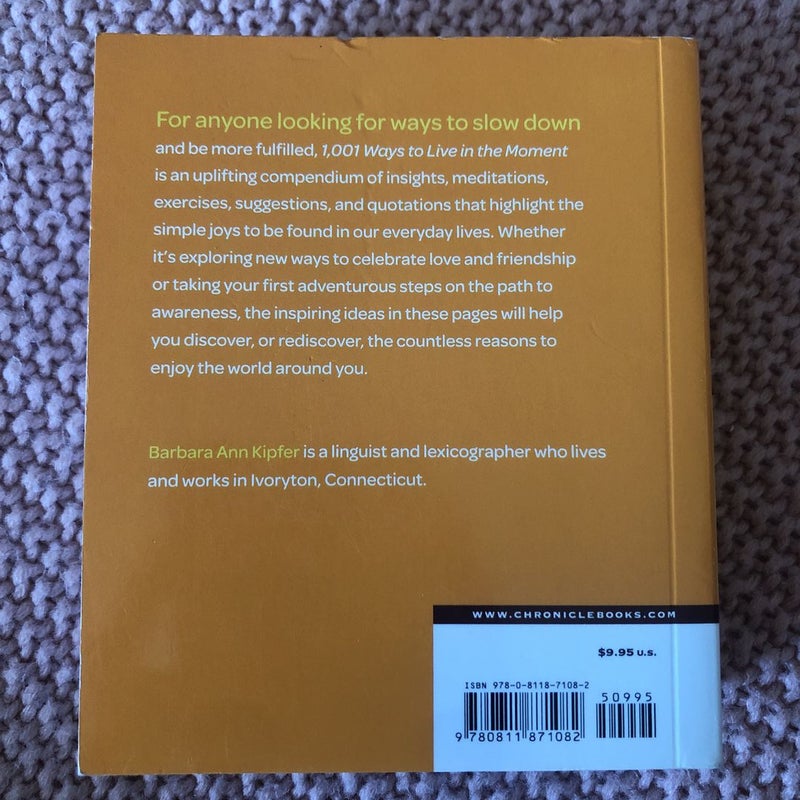 For anyone looking for ways to slow down
and be more fulfilled, 1,001 Ways to Live in the Moment
is an uplifting compendium of insights, meditations,
exercises, suggestions, and quotations that highlight the
simple joys to be found in our everyday lives. Whether
it's exploring new ways to celebrate love and friendship
or taking your first adventurous steps on the path to
awareness, the inspiring ideas in these pages will help
you discover, or rediscover, the countless reasons to
enjoy the world around you.
Barbara Ann Kipfer is a linguist and lexicographer who lives
and works in Ivoryton, Connecticut.
WWW.CHRONICLEBOOKS.COM
$9.95 U.S.
ISBN 978-0-8118-7108-2
50995
9 780811 871082